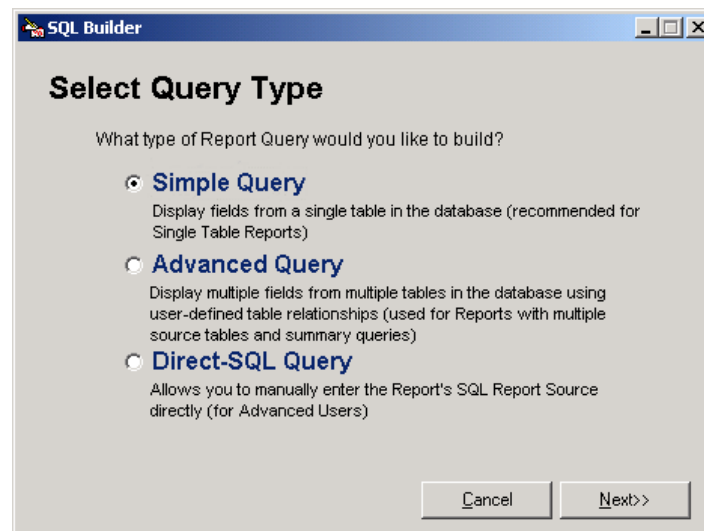 SQL Builder
Select Query Type
What type of Report Query would you like to build?
Simple Query
Display fields from a single table in the database (recommended for
Single Table Reports)
Advanced Query
Display multiple fields from multiple tables in the database using
user-defined table relationships (used for Reports with multiple
source tables and summary queries)
Direct-SQL Query
Allows you to manually enter the Report's SQL Report Source
directly (for Advanced Users)
Cancel Next>>